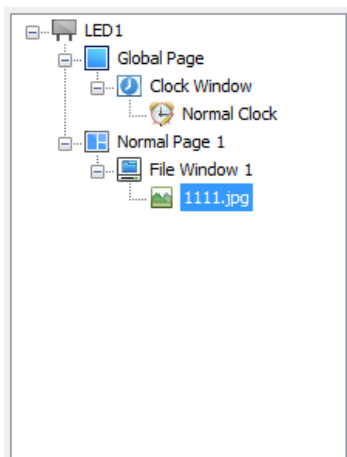 LED1
Global Page
Clock Window
Normal Clock
Normal Page 1
File Window 1
1111.jpg